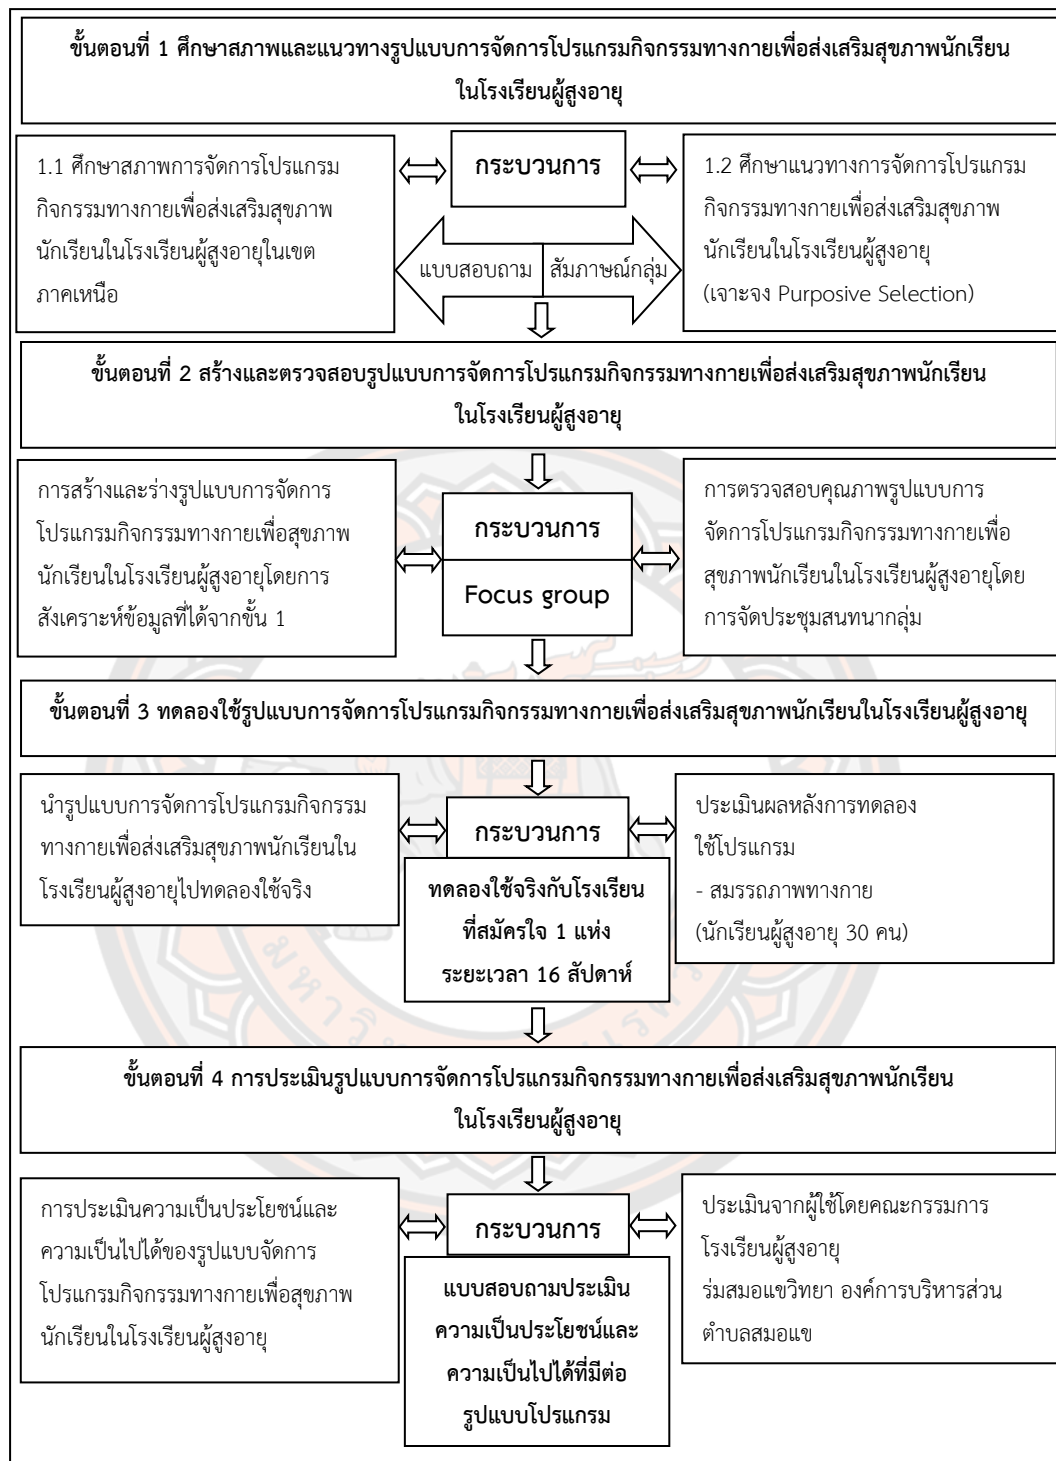 ขั้นตอนที่ 1 ศึกษาสภาพและแนวทางรูปแบบการจัดการโปรแกรมกิจกรรมทางกายเพื่อส่งเสริมสุขภาพนักเรียน
ในโรงเรียนผู้สูงอายุ
1.1 ศึกษาสภาพการจัดการโปรแกรม
กิจกรรมทางกายเพื่อส่งเสริมสุขภาพ
นักเรียนในโรงเรียนผู้สูงอายุในเขต
ภาคเหนือ
กระบวนการ
แบบสอบถาม
สัมภาษณ์กลุ่ม
1.2 ศึกษาแนวทางการจัดการโปรแกรม
กิจกรรมทางกายเพื่อส่งเสริมสุขภาพ
นักเรียนในโรงเรียนผู้สูงอายุ
(เจาะจง Purposive Selection)
ขั้นตอนที่ 2 สร้างและตรวจสอบรูปแบบการจัดการโปรแกรมกิจกรรมทางกายเพื่อส่งเสริมสุขภาพนักเรียน
ในโรงเรียนผู้สูงอายุ
การสร้างและร่างรูปแบบการจัดการ
โปรแกรมกิจกรรมทางกายเพื่อสุขภาพ
นักเรียนในโรงเรียนผู้สูงอายุโดยการ
สังเคราะห์ข้อมูลที่ได้จากขั้น 1
กระบวนการ
Focus group
การตรวจสอบคุณภาพรูปแบบการ
จัดการโปรแกรมกิจกรรมทางกายเพื่อ
สุขภาพนักเรียนในโรงเรียนผู้สูงอายุโดย
การจัดประชุมสนทนากลุ่ม
ขั้นตอนที่ 3 ทดลองใช้รูปแบบการจัดการโปรแกรมกิจกรรมทางกายเพื่อส่งเสริมสุขภาพนักเรียนในโรงเรียนผู้สูงอายุ
นำรูปแบบการจัดการโปรแกรมกิจกรรม
ทางกายเพื่อส่งเสริมสุขภาพนักเรียนใน
โรงเรียนผู้สูงอายุไปทดลองใช้จริง
กระบวนการ
ทดลองใช้จริงกับโรงเรียน
ที่สมัครใจ 1 แห่ง
ระยะเวลา 16 สัปดาห์
ประเมินผลหลังการทดลอง
ใช้โปรแกรม
- สมรรถภาพทางกาย
(นักเรียนผู้สูงอายุ 30 คน)
ขั้นตอนที่ 4 การประเมินรูปแบบการจัดการโปรแกรมกิจกรรมทางกายเพื่อส่งเสริมสุขภาพนักเรียน
ในโรงเรียนผู้สูงอายุ
การประเมินความเป็นประโยชน์และ
ความเป็นไปได้ของรูปแบบจัดการ
โปรแกรมกิจกรรมทางกายเพื่อสุขภาพ
นักเรียนในโรงเรียนผู้สูงอายุ
กระบวนการ
แบบสอบถามประเมิน
ความเป็นประโยชน์และ
ความเป็นไปได้ที่มีต่อ
รูปแบบโปรแกรม
ประเมินจากผู้ใช้โดยคณะกรรมการ
โรงเรียนผู้สูงอายุ
ร่มสมอแขวิทยา องค์การบริหารส่วน
ตำบลสมอแข